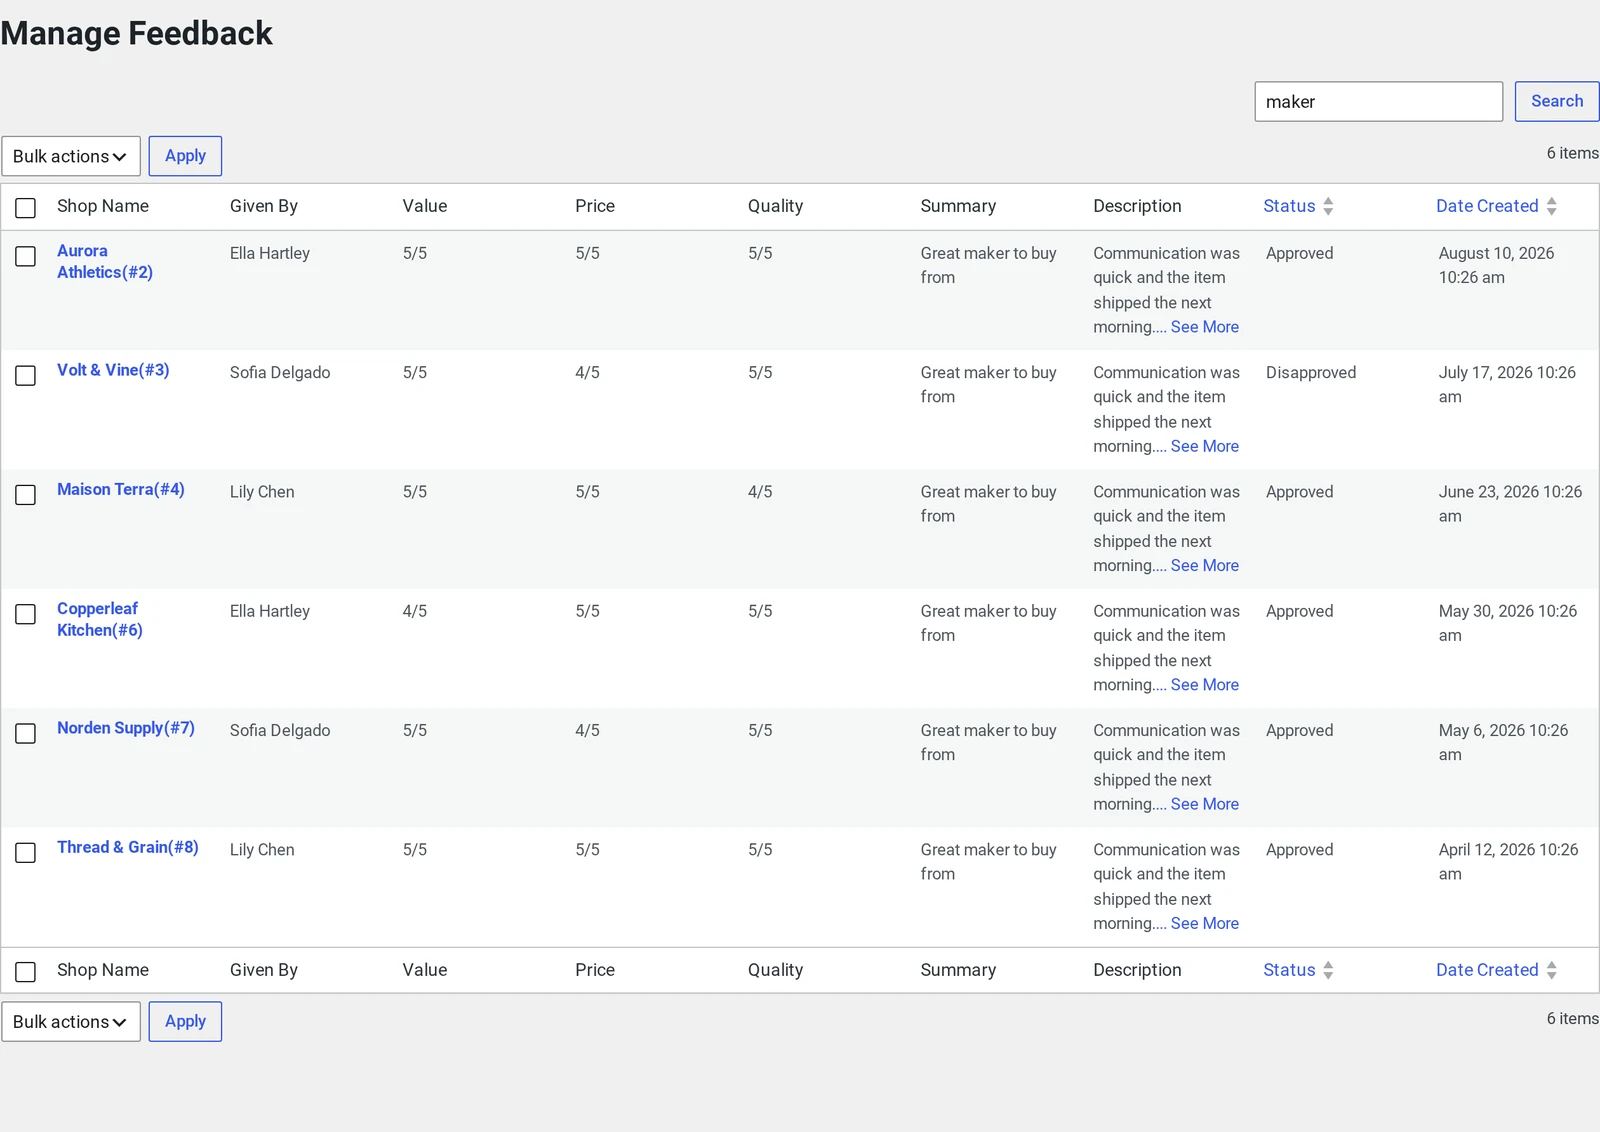 Manage Feedback
maker
Search
Bulk actions
Apply
6 items
Shop Name Given By Value Price Quality Summary Description Status Date Created
Aurora Athletics(#2) Ella Hartley 5/5 5/5 5/5 Great maker to buy from Communication was quick and the item shipped the next morning.... See More Approved August 10, 2026 10:26 am
Volt & Vine(#3) Sofia Delgado 5/5 4/5 5/5 Great maker to buy from Communication was quick and the item shipped the next morning.... See More Disapproved July 17, 2026 10:26 am
Maison Terra(#4) Lily Chen 5/5 5/5 4/5 Great maker to buy from Communication was quick and the item shipped the next morning.... See More Approved June 23, 2026 10:26 am
Copperleaf Kitchen(#6) Ella Hartley 4/5 5/5 5/5 Great maker to buy from Communication was quick and the item shipped the next morning.... See More Approved May 30, 2026 10:26 am
Norden Supply(#7) Sofia Delgado 5/5 4/5 5/5 Great maker to buy from Communication was quick and the item shipped the next morning.... See More Approved May 6, 2026 10:26 am
Thread & Grain(#8) Lily Chen 5/5 5/5 5/5 Great maker to buy from Communication was quick and the item shipped the next morning.... See More Approved April 12, 2026 10:26 am
Shop Name Given By Value Price Quality Summary Description Status Date Created
Bulk actions
Apply
6 items